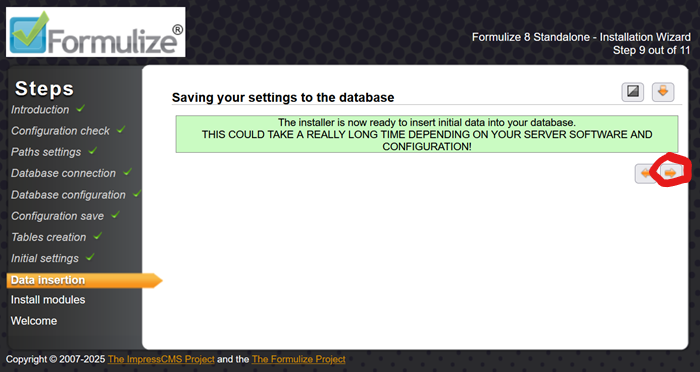 Formulize®
Formulize 8 Standalone - Installation Wizard
Step 9 out of 11
Steps
Introduction
Configuration check
Paths settings
Database connection
Database configuration
Configuration save
Tables creation
Initial settings
Data insertion
Install modules
Welcome
Saving your settings to the database
The installer is now ready to insert initial data into your database.
THIS COULD TAKE A REALLY LONG TIME DEPENDING ON YOUR SERVER SOFTWARE AND
CONFIGURATION!
Copyright © 2007-2025 The ImpressCMS Project and the The Formulize Project